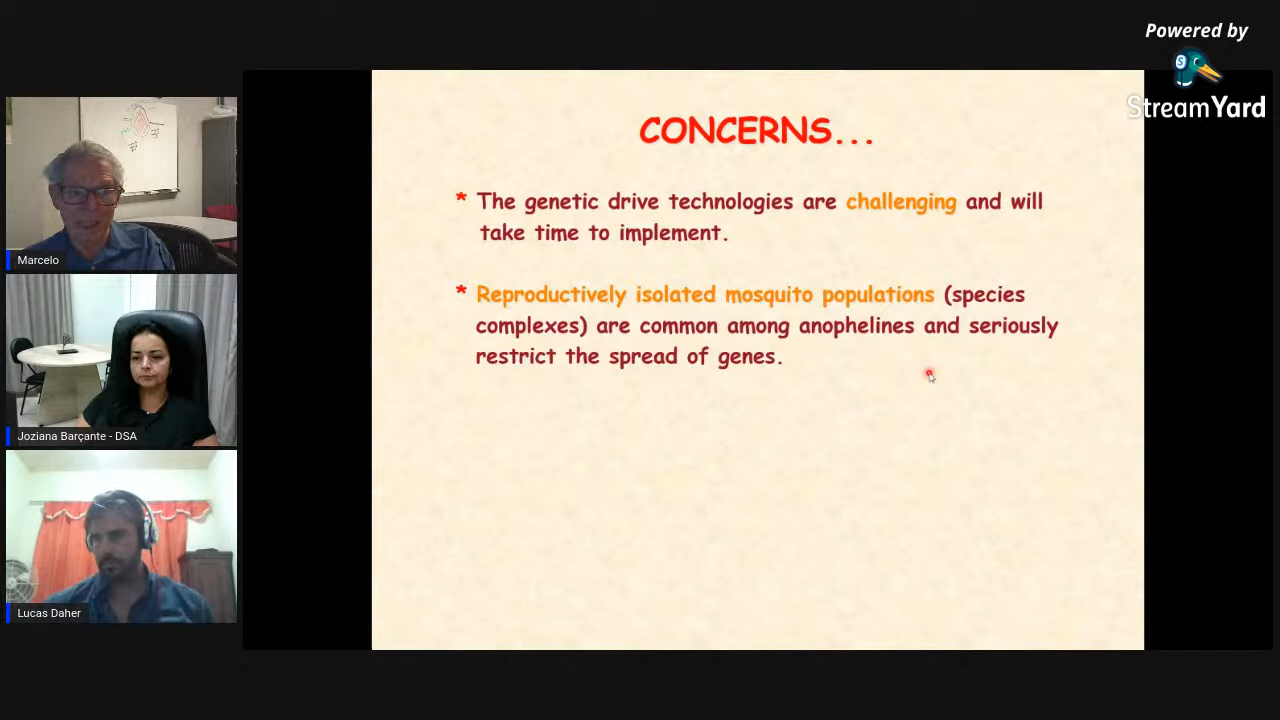 Powered by
StreamYard
CONCERNS...
* The genetic drive technologies are challenging and will
take time to implement.
* Reproductively isolated mosquito populations (species
complexes) are common among anophelines and seriously
restrict the spread of genes.
Marcelo
Joziana Barçante - DSA
Lucas Daher